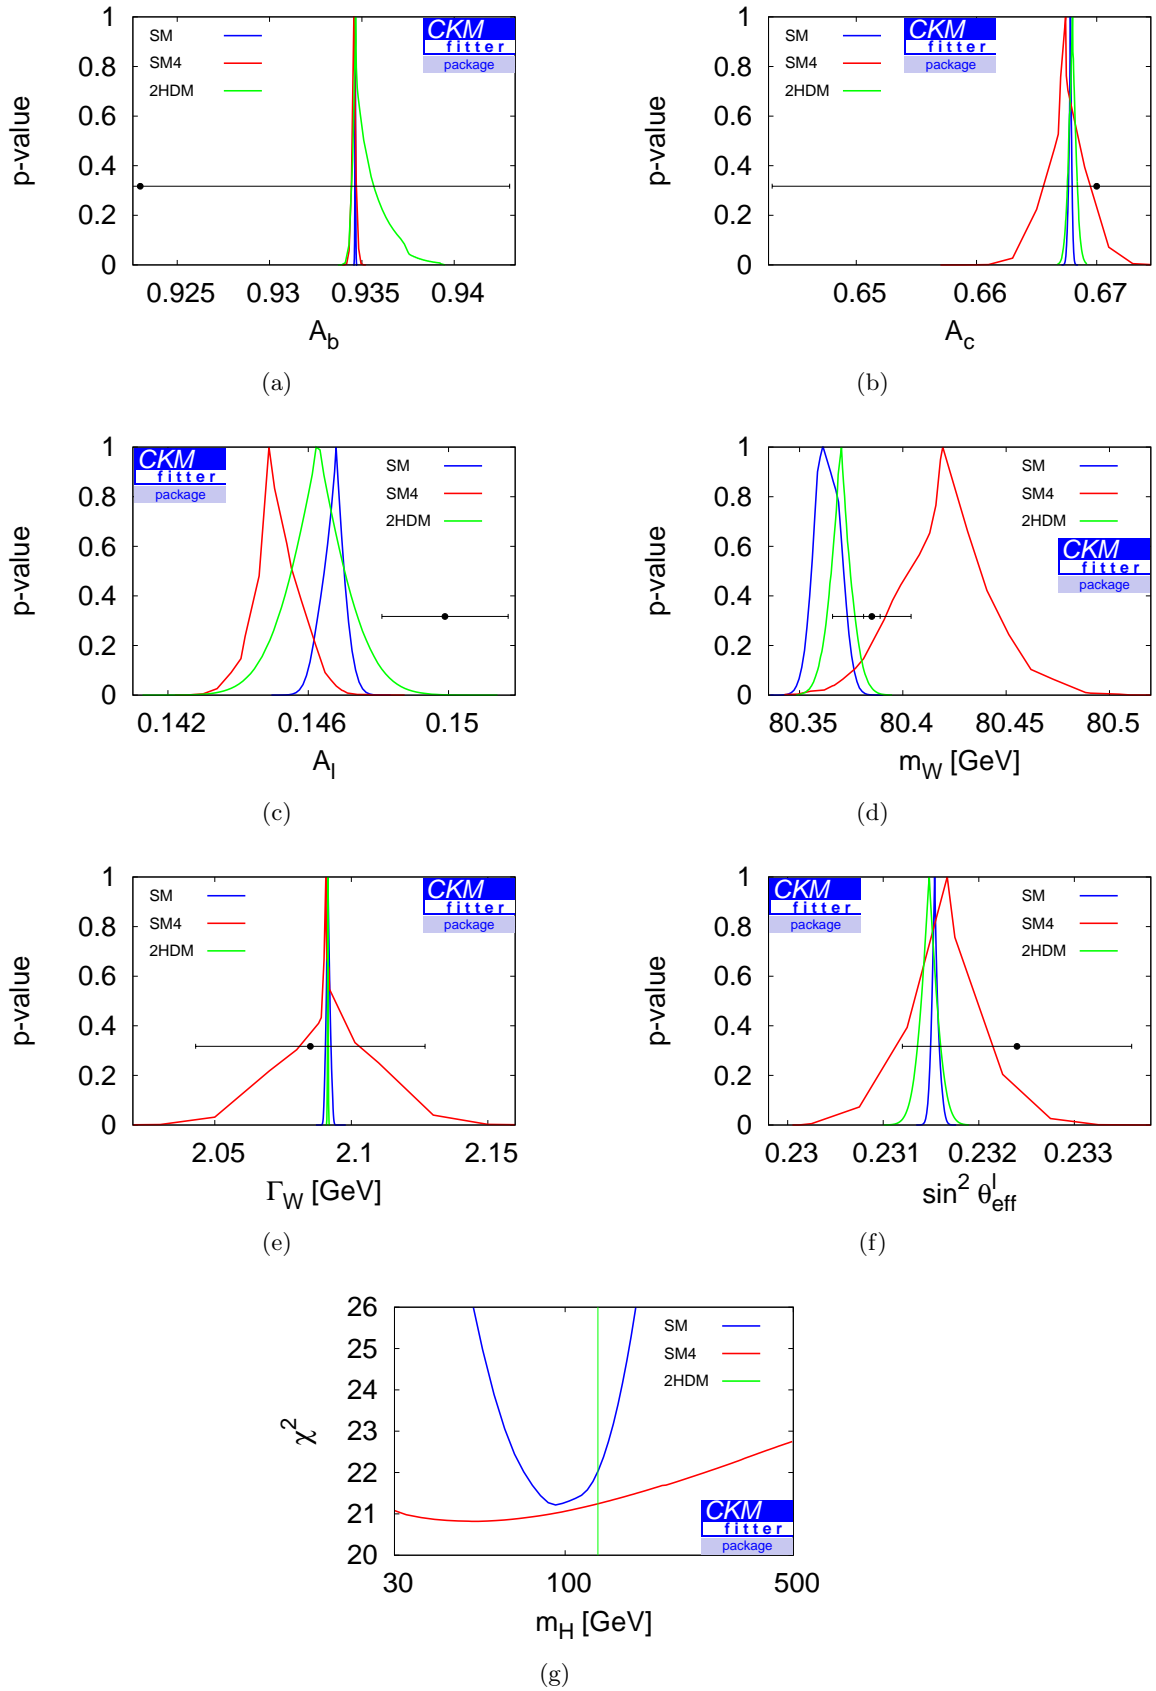 1
0.8
0.6
0.4
0.2
0
p-value
SM
SM4
2HDM
CKM
fitter
package
0.925 0.93 0.935 0.94
A_b
(a)
1
0.8
0.6
0.4
0.2
0
p-value
SM
SM4
2HDM
CKM
fitter
package
0.65 0.66 0.67
A_c
(b)
1
0.8
0.6
0.4
0.2
0
p-value
CKM
fitter
package
SM
SM4
2HDM
0.142 0.146 0.15
A_l
(c)
1
0.8
0.6
0.4
0.2
0
p-value
SM
SM4
2HDM
CKM
fitter
package
80.35 80.4 80.45 80.5
m_W [GeV]
(d)
1
0.8
0.6
0.4
0.2
0
p-value
SM
SM4
2HDM
CKM
fitter
package
2.05 2.1 2.15
Γ_W [GeV]
(e)
1
0.8
0.6
0.4
0.2
0
p-value
CKM
fitter
package
SM
SM4
2HDM
0.23 0.231 0.232 0.233
sin² θ^l_eff
(f)
26
25
24
23
22
21
20
χ²
SM
SM4
2HDM
CKM
fitter
package
30 100 500
m_H [GeV]
(g)